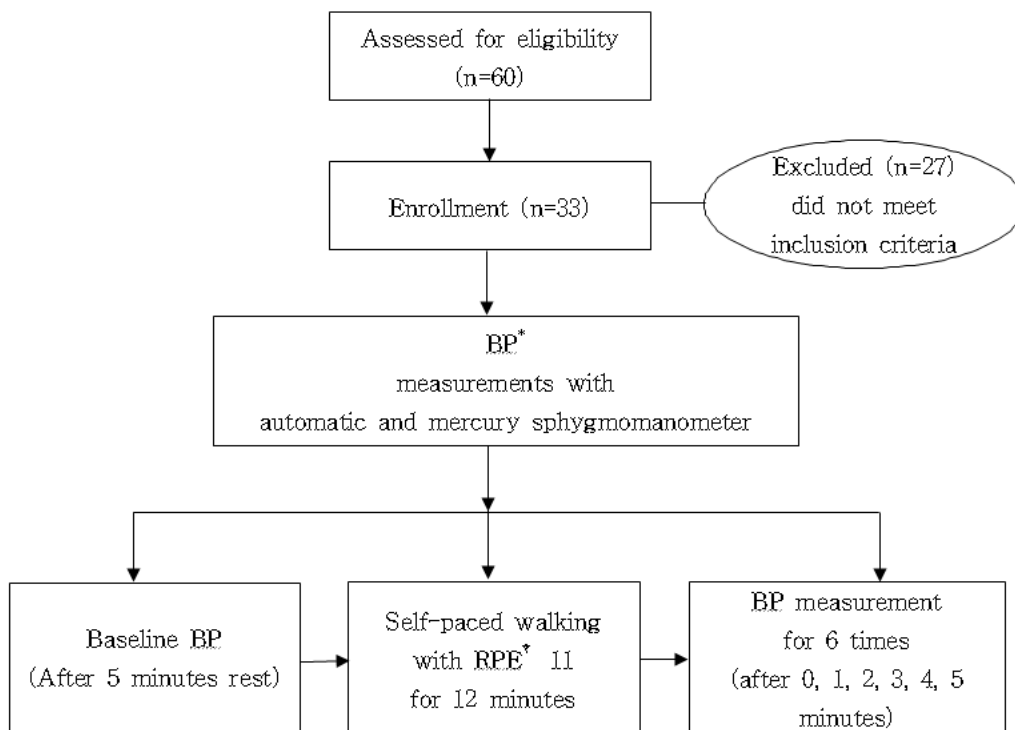 Assessed for eligibility
(n=60)
Enrollment (n=33)
Excluded (n=27)
did not meet
inclusion criteria
BP*
measurements with
automatic and mercury sphygmomanometer
Baseline BP
(After 5 minutes rest)
Self-paced walking
with RPE* 11
for 12 minutes
BP measurement
for 6 times
(after 0, 1, 2, 3, 4, 5
minutes)